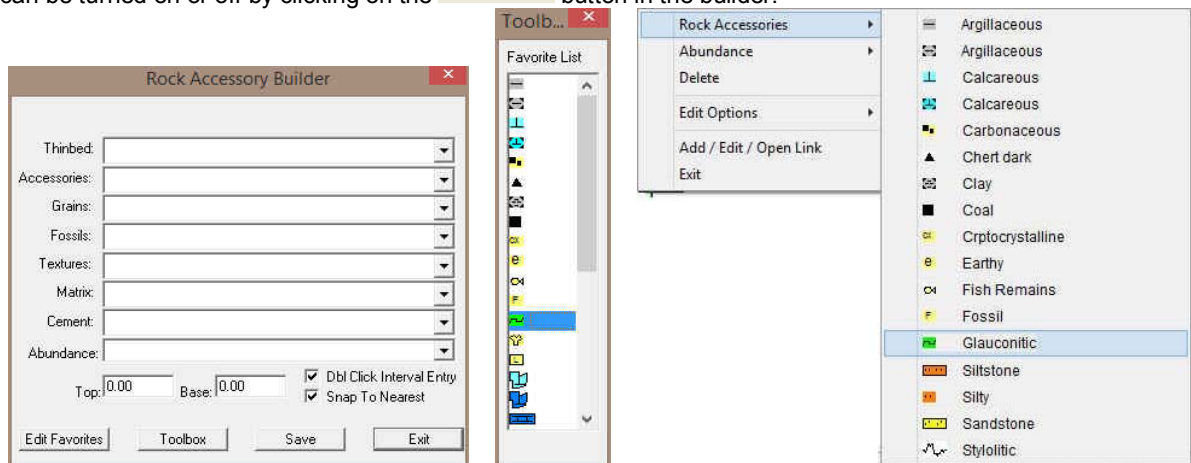 can be turned on or off by clicking on the button in the builder.
Rock Accessory Builder
Thinbed:
Accessories:
Grains:
Fossils:
Textures:
Matrix:
Cement:
Abundance:
Top: 0.00 Base: 0.00
Dbl Click Interval Entry
Snap To Nearest
Edit Favorites Toolbox Save Exit
Toolb...
Favorite List
CX
e
F
L
Rock Accessories
Abundance
Delete
Edit Options
Add / Edit / Open Link
Exit
Argillaceous
Argillaceous
Calcareous
Calcareous
Carbonaceous
Chert dark
Clay
Coal
CX Crptocrystalline
e Earthy
Fish Remains
F Fossil
Glauconitic
Siltstone
Silty
Sandstone
Stylolitic